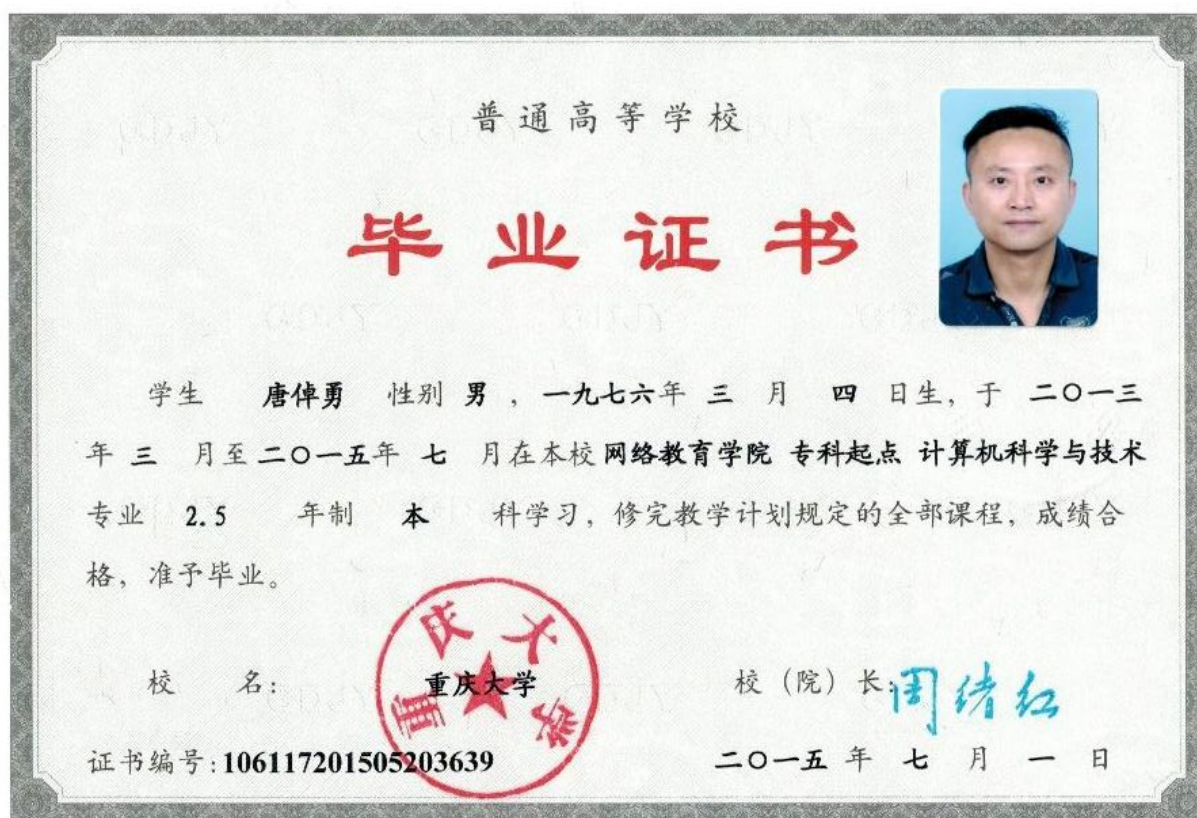 普通高等学校
毕业证书
学生 唐倬勇 性别 男 ，一九七六年 三 月 四 日生，于 二〇一三
年 三 月至二〇一五年 七 月在本校网络教育学院 专科起点 计算机科学与技术
专业 2.5 年制 本 科学习，修完教学计划规定的全部课程，成绩合
格，准予毕业。
重庆大学
校 名：重庆大学 校（院）长：周绪红
证书编号：106117201505203639 二〇一五 年 七 月 一 日